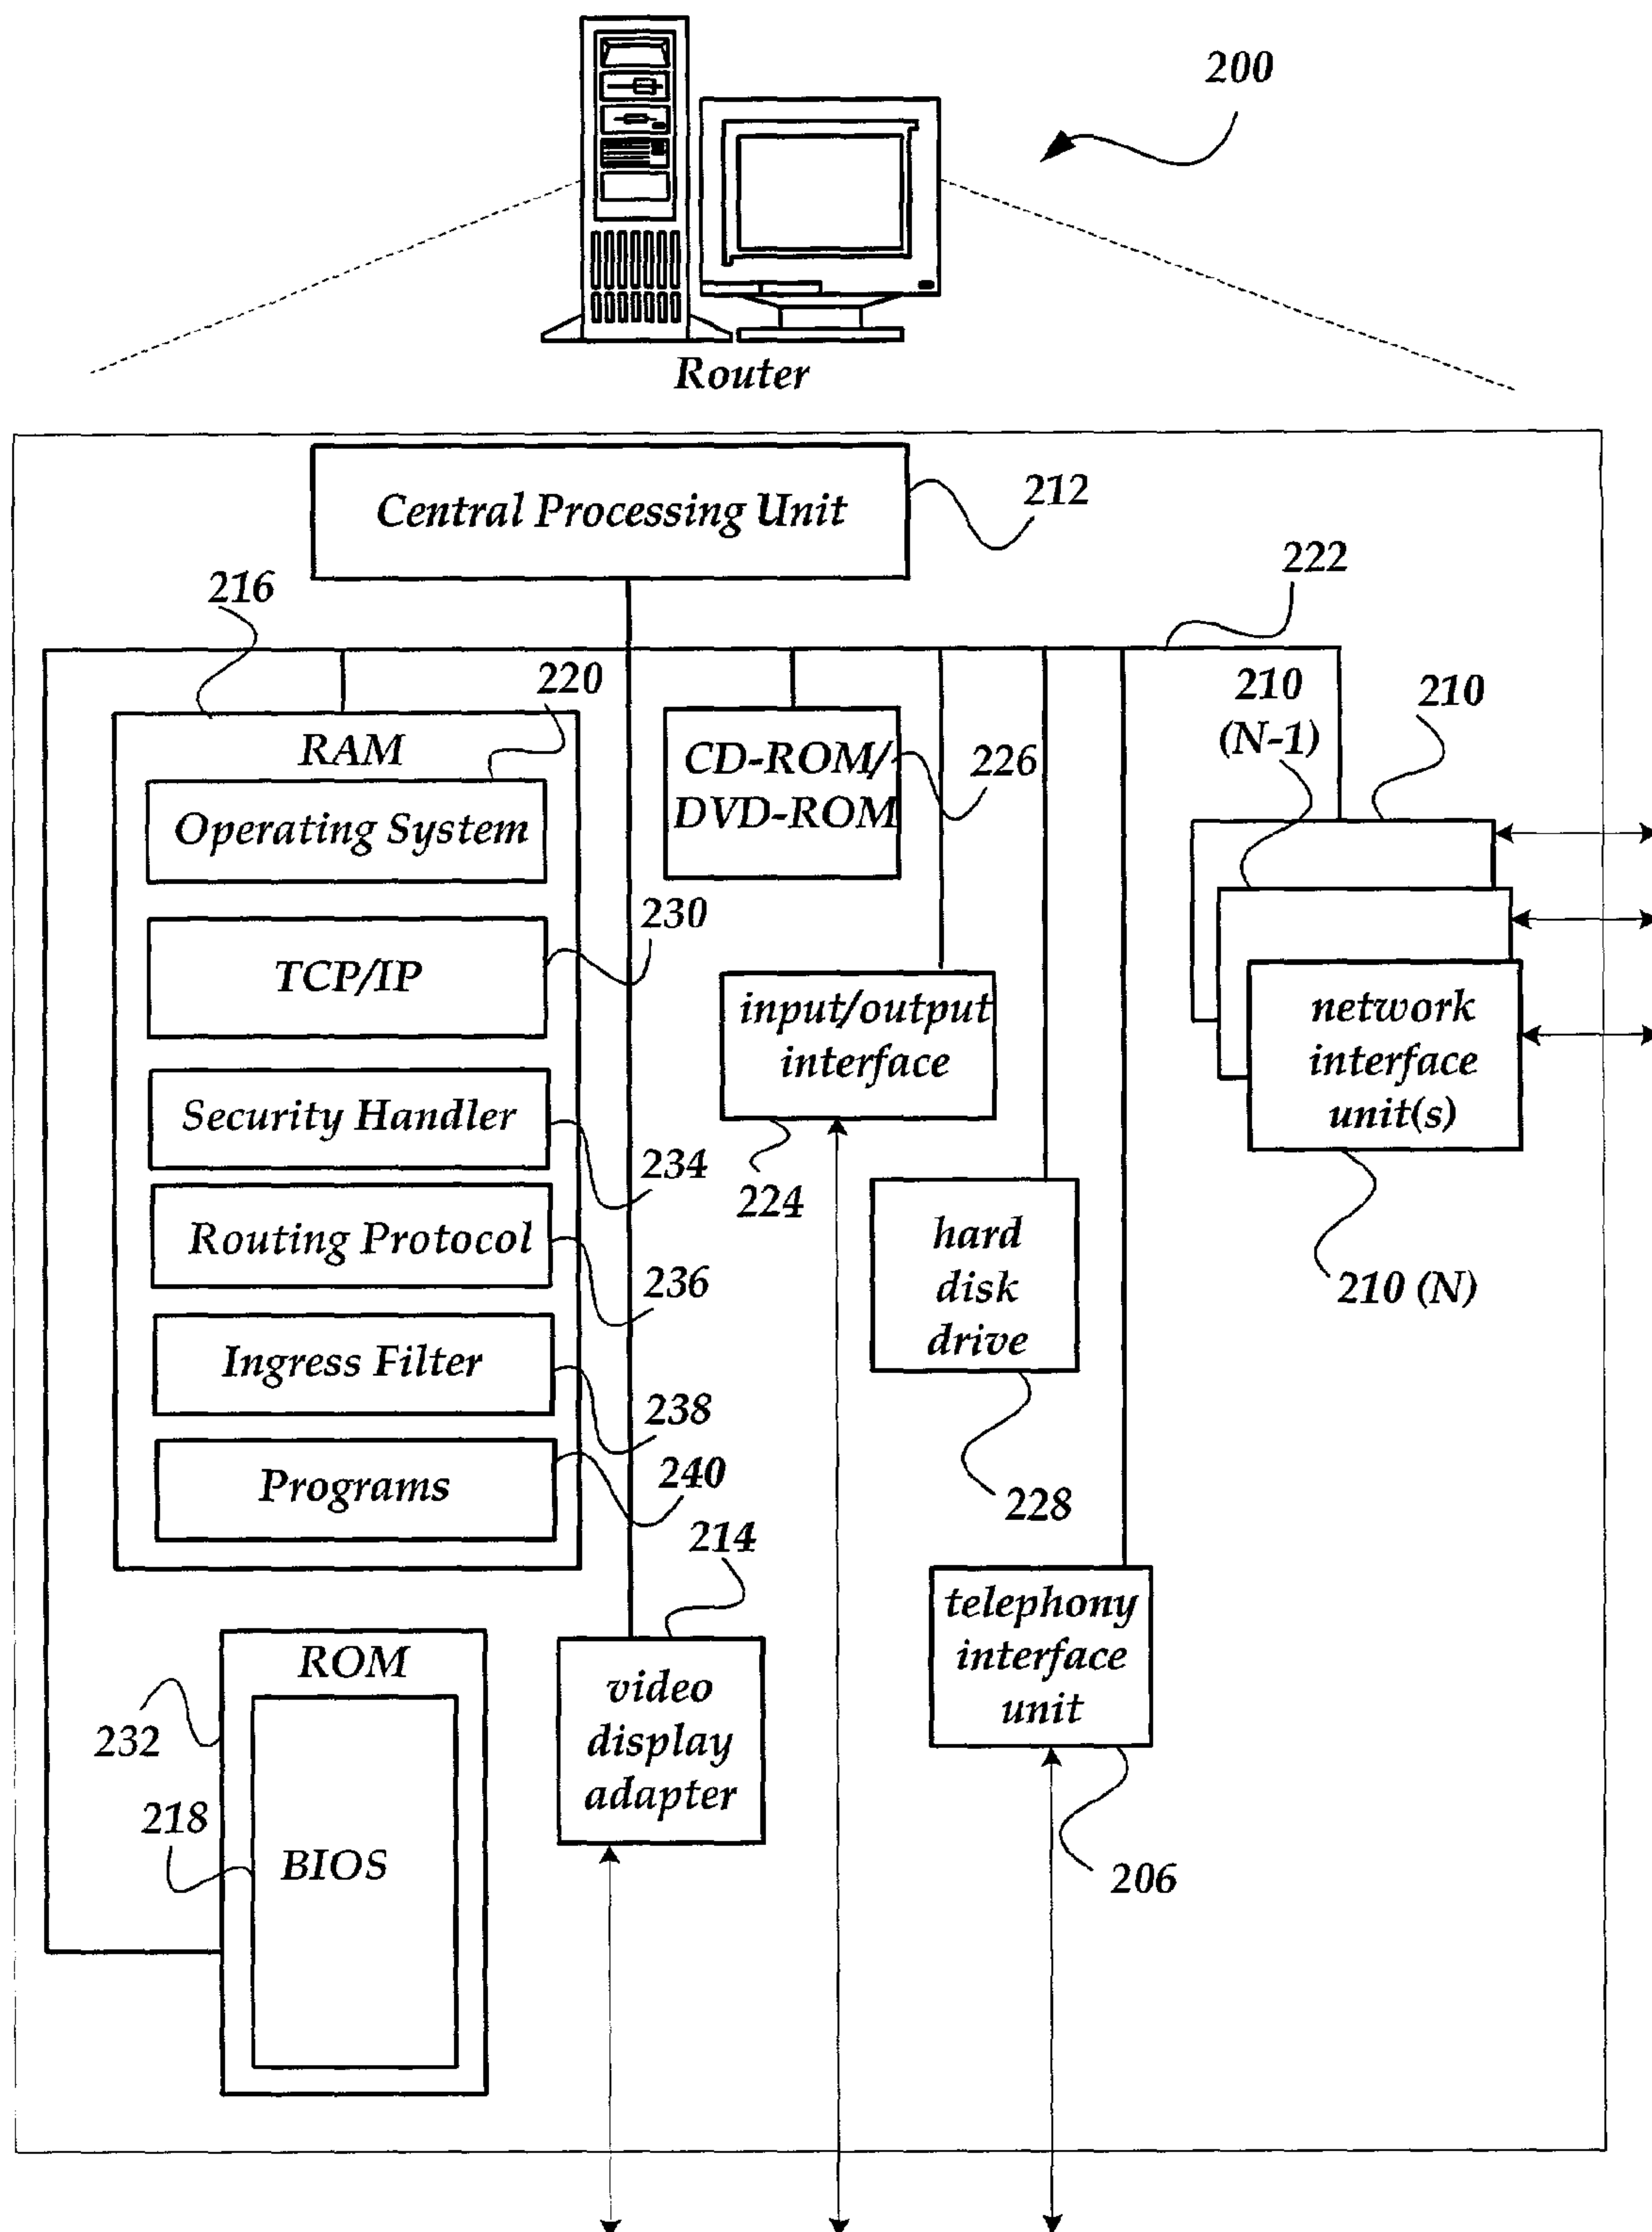 200
Router
Central Processing Unit
212
222
216
220
210
(N-1)
210
RAM
CD-ROM/
DVD-ROM
226
Operating System
230
TCP/IP
input/output
interface
224
network
interface
unit(s)
210 (N)
Security Handler
234
Routing Protocol
236
hard
disk
drive
228
Ingress Filter
238
Programs
240
214
telephony
interface
unit
206
ROM
232
video
display
adapter
218
BIOS